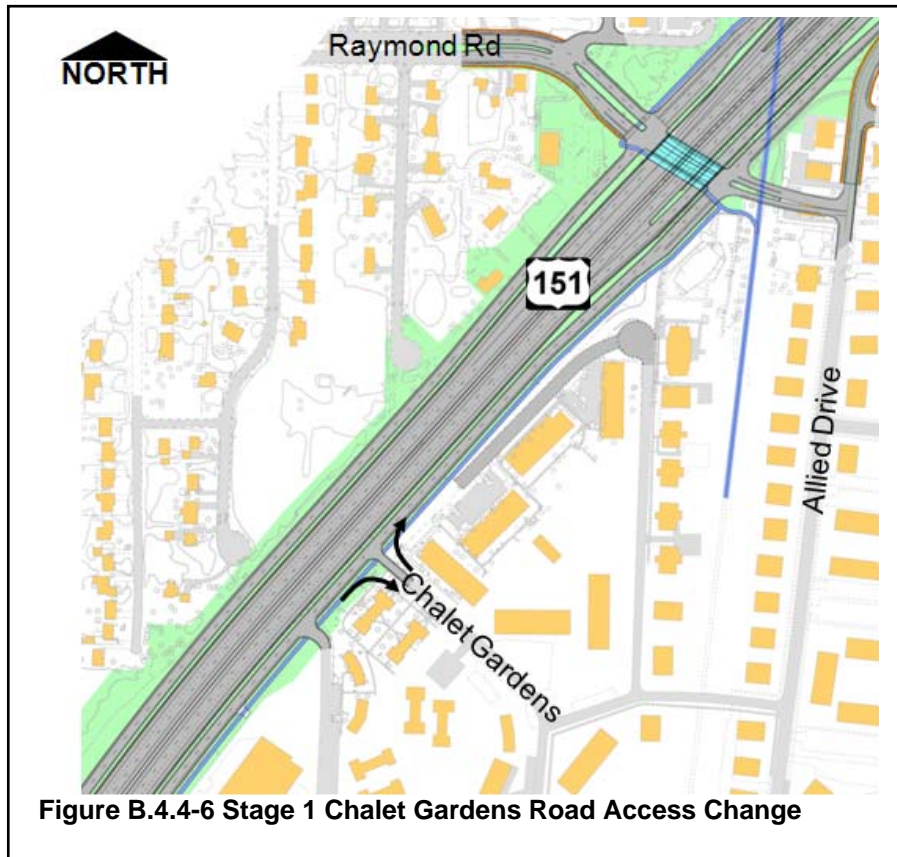 Raymond Rd
NORTH
151
Allied Drive
Chalet Gardens
Figure B.4.4-6 Stage 1 Chalet Gardens Road Access Change